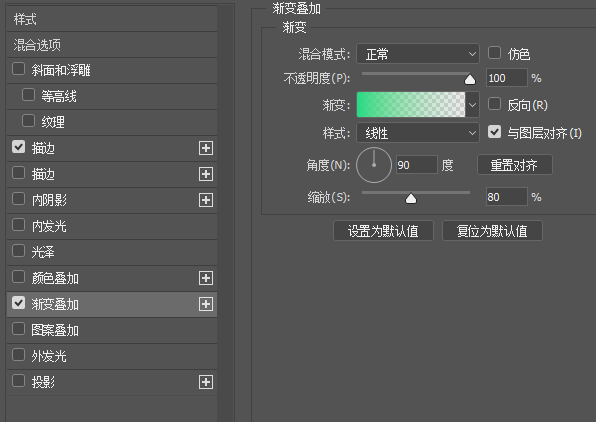 样式
混合选项
斜面和浮雕
等高线
纹理
描边
描边
内阴影
内发光
光泽
颜色叠加
渐变叠加
图案叠加
外发光
投影
渐变叠加
渐变
混合模式: 正常 仿色
不透明度(P): 100 %
渐变: 反向(R)
样式: 线性 与图层对齐(I)
角度(N): 90 度 重置对齐
缩放(S): 80 %
设置为默认值 复位为默认值